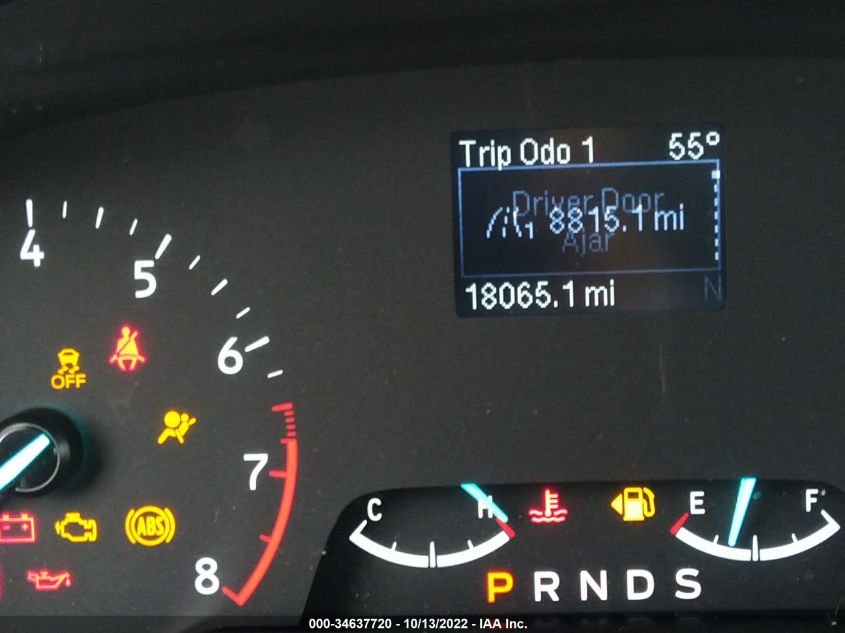 Trip Odo 1 55°
Driver Door
1 8815.1 mi
Ajar
18065.1 mi N
4
5
6
7
8
OFF
ABS
C H E F
P R N D S
000-34637720 - 10/13/2022 - IAA Inc.